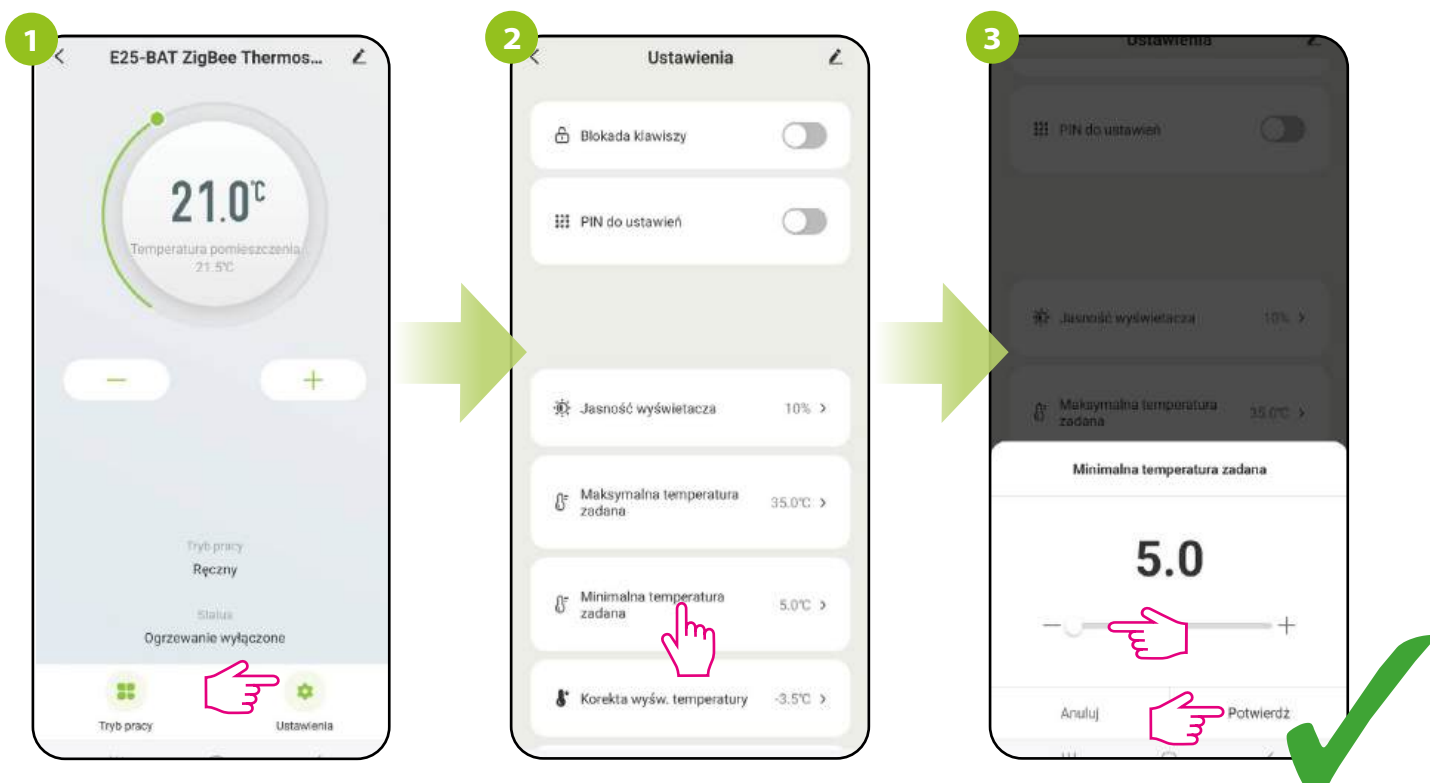 1
E25-BAT ZigBee Thermos...
21.0℃
Temperatura pomieszczenia
21.5℃
Tryb pracy
Ręczny
Status
Ogrzewanie wyłączone
Tryb pracy
Ustawienia
2
Ustawienia
Blokada klawiszy
PIN do ustawień
Jasność wyświetacza 10%
Maksymalna temperatura
zadana
35.0℃
Minimalna temperatura
zadana
5.0℃
Korekta wyśw. temperatury -3.5℃
3
Ustawienia
PIN do ustawień
Jasność wyświetacza 10%
Maksymalna temperatura
zadana
35.0℃
Minimalna temperatura zadana
5.0
Anuluj
Potwierdź